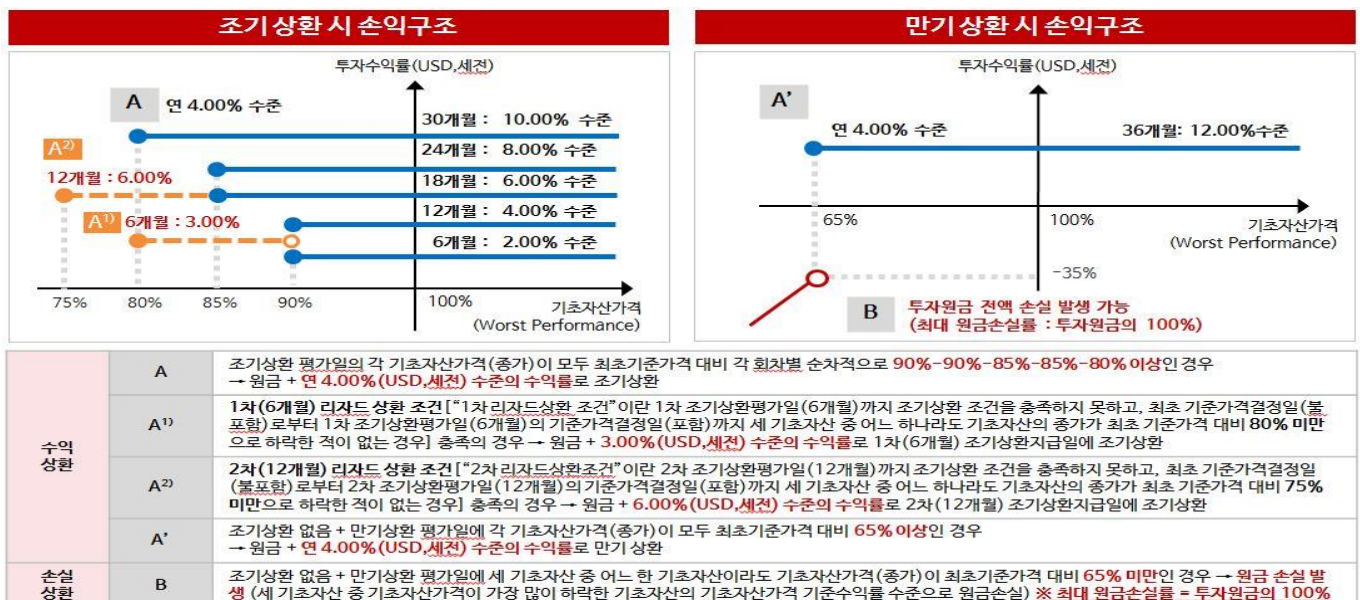 조기상환 시 손익구조
투자수익률(USD,세전)
A
연 4.00% 수준
30개월 : 10.00% 수준
24개월 : 8.00% 수준
A2)
18개월 : 6.00% 수준
12개월 : 6.00%
12개월 : 4.00% 수준
A1)
6개월 : 3.00%
6개월 : 2.00% 수준
75%
80%
85%
90%
100%
기초자산가격
(Worst Performance)
만기상환 시 손익구조
투자수익률(USD,세전)
A'
연 4.00% 수준
36개월: 12.00%수준
65%
100%
기초자산가격
(Worst Performance)
-35%
B
투자원금 전액 손실 발생 가능
(최대 원금손실률 : 투자원금의 100%)
수익
상환
A
조기상환 평가일의 각 기초자산가격(종가)이 모두 최초기준가격 대비 각 회차별 순차적으로 90%-90%-85%-85%-80% 이상인 경우
→ 원금 + 연 4.00%(USD,세전) 수준의 수익률로 조기상환
A1)
1차(6개월) 리자드 상환 조건 ["1차 리자드상환 조건"이란 1차 조기상환평가일(6개월)까지 조기상환 조건을 충족하지 못하고, 최초 기준가격결정일(불
포함)로부터 1차 조기상환평가일(6개월)의 기준가격결정일(포함)까지 세 기초자산 중 어느 하나라도 기초자산의 종가가 최초 기준가격 대비 80% 미만
으로 하락한 적이 없는 경우] 충족의 경우 → 원금 + 3.00%(USD,세전) 수준의 수익률로 1차(6개월) 조기상환지급일에 조기상환
A2)
2차(12개월) 리자드 상환 조건 ["2차 리자드상환조건"이란 2차 조기상환평가일(12개월)까지 조기상환 조건을 충족하지 못하고, 최초 기준가격결정일
(불포함)로부터 2차 조기상환평가일(12개월)의 기준가격결정일(포함)까지 세 기초자산 중 어느 하나라도 기초자산의 종가가 최초 기준가격 대비 75%
미만으로 하락한 적이 없는 경우] 충족의 경우 → 원금 + 6.00%(USD,세전) 수준의 수익률로 2차(12개월) 조기상환지급일에 조기상환
A'
조기상환 없음 + 만기상환 평가일에 각 기초자산가격(종가)이 모두 최초기준가격 대비 65% 이상인 경우
→ 원금 + 연 4.00%(USD,세전) 수준의 수익률로 만기 상환
손실
상환
B
조기상환 없음 + 만기상환 평가일에 세 기초자산 중 어느 한 기초자산이라도 기초자산가격(종가)이 최초기준가격 대비 65% 미만인 경우 → 원금 손실 발
생 (세 기초자산 중 기초자산가격이 가장 많이 하락한 기초자산의 기초자산가격 기준수익률 수준으로 원금손실) ※ 최대 원금손실률 = 투자원금의 100%